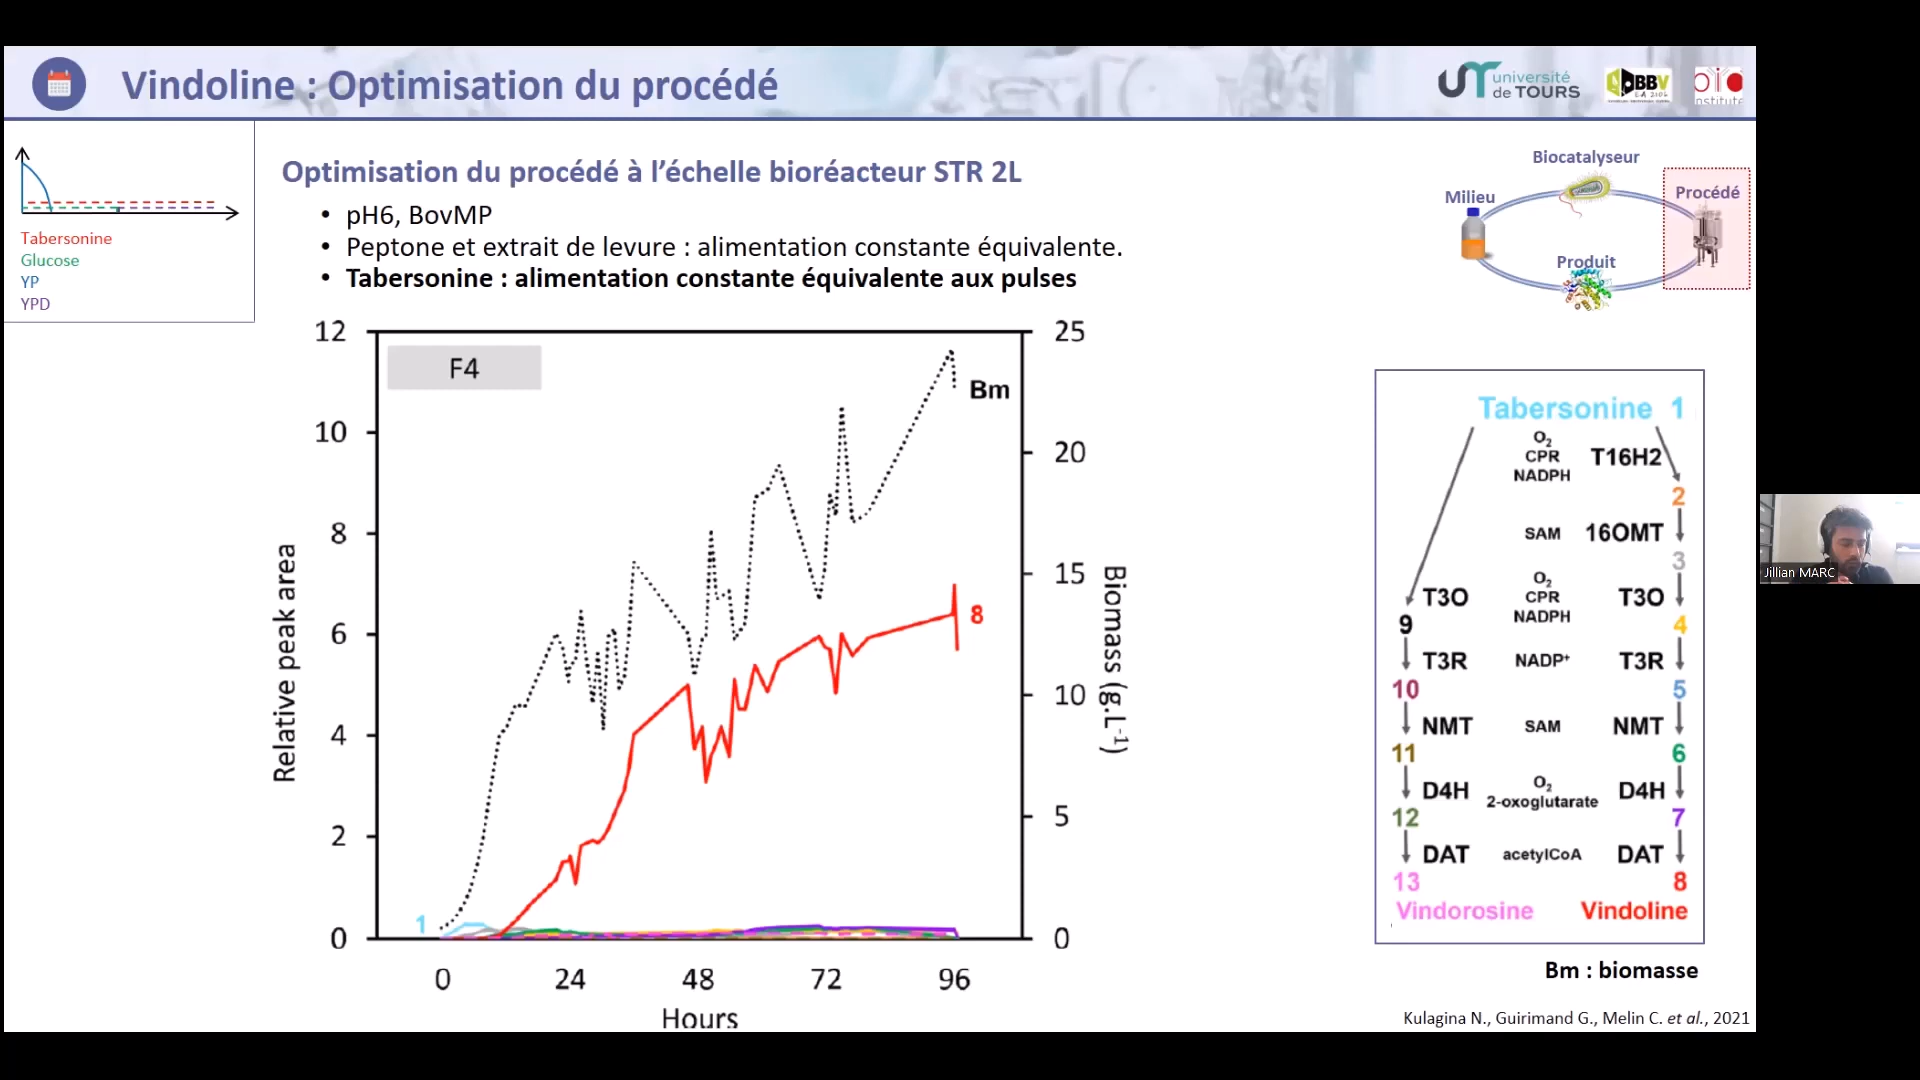 Vindoline : Optimisation du procédé
université
de TOURS
BBV
EA 2106
bio
institute
Tabersonine
Glucose
YP
YPD
Optimisation du procédé à l’échelle bioréacteur STR 2L
• pH6, BovMP
• Peptone et extrait de levure : alimentation constante équivalente.
• Tabersonine : alimentation constante équivalente aux pulses
Biocatalyseur
Milieu
Procédé
Produit
F4
Bm
8
1
Relative peak area
12
10
8
6
4
2
0
Biomass (g.L-1)
25
20
15
10
5
0
0 24 48 72 96
Hours
Tabersonine 1
O2
CPR
NADPH
T16H2
2
SAM 16OMT
3
T3O
O2
CPR
NADPH
T3O
9 4
T3R NADP+ T3R
10 5
NMT SAM NMT
11 6
D4H
O2
2-oxoglutarate
D4H
12 7
DAT acetylCoA DAT
13 8
Vindorosine Vindoline
Bm : biomasse
Kulagina N., Guirimand G., Melin C. et al., 2021
Jillian MARC